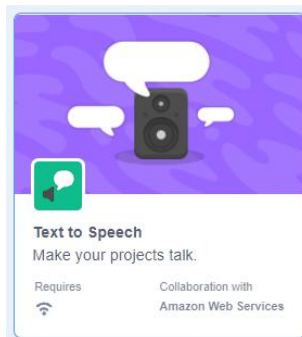 Text to Speech
Make your projects talk.
Requires
Collaboration with
Amazon Web Services